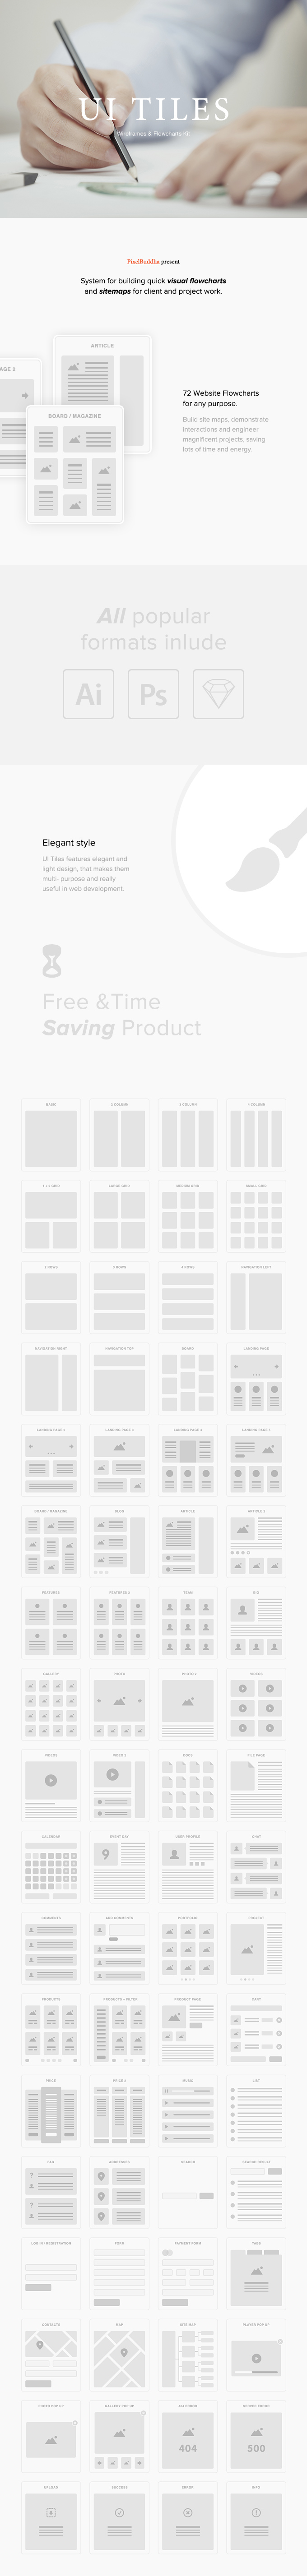 UI TILES
Wireframes & Flowcharts Kit
PixelBuddha present
System for building quick visual flowcharts
and sitemaps for client and project work.
AGE 2
ARTICLE
BOARD / MAGAZINE
72 Website Flowcharts
for any purpose.
Build site maps, demonstrate
interactions and engineer
magnificent projects, saving
lots of time and energy.
All popular
formats inlude
Ai
Ps
Elegant style
UI Tiles features elegant and
light design, that makes them
multi- purpose and really
useful in web development.
Free &Time
Saving Product
2 COLUMN
3 COLUMN
4 COLUMN
LARGE GRID
MEDIUM GRID
SMALL GRID
2 ROWS
3 ROWS
4 ROWS
NAVIGATION LEFT
NAVIGATION RIGHT
NAVIGATION TOP
BOARD
LANDING PAGE
LANDING PAGE 2
LANDING PAGE 3
LANDING PAGE 4
LANDING PAGE 5
BOARD / MAGAZINE
BLOG
ARTICLE
ARTICLE 2
FEATURES
FEATURES 2
TEAM
BIO
GALLERY
PHOTO
PHOTO 2
VIDEOS
VIDEO
VIDEO 2
DOCS
FILE PAGE
CALENDAR
EVENT DAY
USER PROFILE
CHAT
9
COMMENTS
ADD COMMENTS
PORTFOLIO
PROJECT
PRODUCTS
PRODUCTS + FILTER
PRODUCT PAGE
CART
PRICE
PRICE 2
MUSIC
LIST
FAQ
ADDRESSES
SEARCH
SEARCH RESULT
?
?
LOG IN / REGISTRATION
FORM
PAYMENT FORM
TABS
CONTACTS
MAP
SITE MAP
PLAYER POP UP
PHOTO POP UP
GALLERY POP UP
404 ERROR
SERVER ERROR
404
500
UPLOAD
SUCCESS
ERROR
INFO